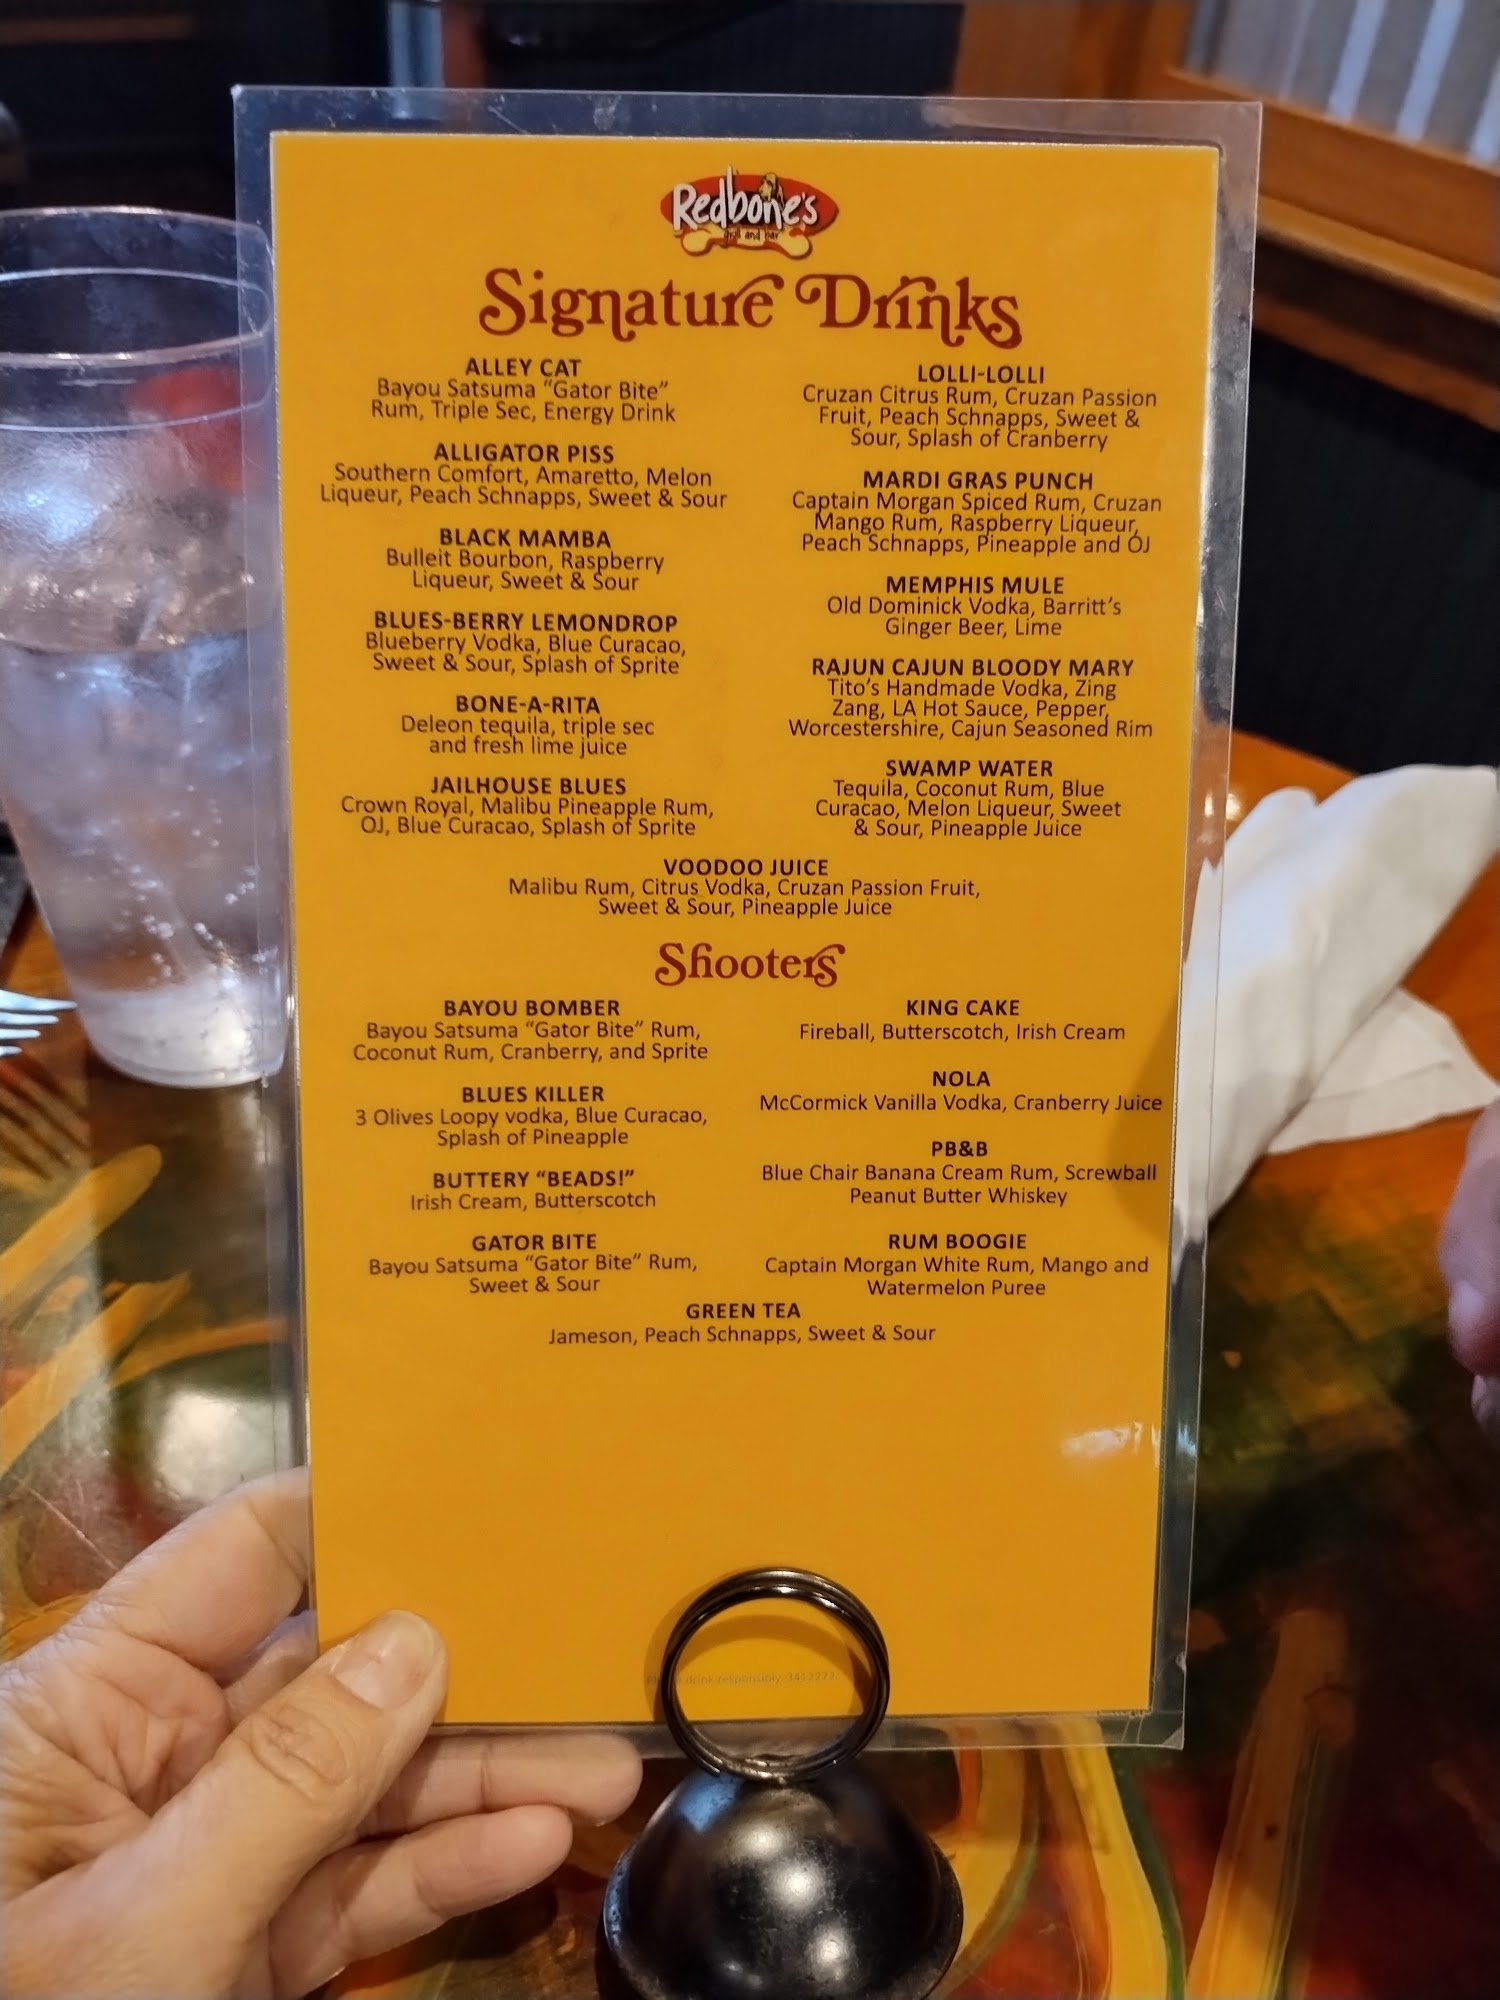 Redbone's
grill and bar
Signature Drinks
ALLEY CAT
Bayou Satsuma “Gator Bite”
Rum, Triple Sec, Energy Drink
ALLIGATOR PISS
Southern Comfort, Amaretto, Melon
Liqueur, Peach Schnapps, Sweet & Sour
BLACK MAMBA
Bulleit Bourbon, Raspberry
Liqueur, Sweet & Sour
BLUES-BERRY LEMONDROP
Blueberry Vodka, Blue Curacao,
Sweet & Sour, Splash of Sprite
BONE-A-RITA
Deleon tequila, triple sec
and fresh lime juice
JAILHOUSE BLUES
Crown Royal, Malibu Pineapple Rum,
OJ, Blue Curacao, Splash of Sprite
LOLLI-LOLLI
Cruzan Citrus Rum, Cruzan Passion
Fruit, Peach Schnapps, Sweet &
Sour, Splash of Cranberry
MARDI GRAS PUNCH
Captain Morgan Spiced Rum, Cruzan
Mango Rum, Raspberry Liqueur,
Peach Schnapps, Pineapple and OJ
MEMPHIS MULE
Old Dominick Vodka, Barritt’s
Ginger Beer, Lime
RAJUN CAJUN BLOODY MARY
Tito’s Handmade Vodka, Zing
Zang, LA Hot Sauce, Pepper,
Worcestershire, Cajun Seasoned Rim
SWAMP WATER
Tequila, Coconut Rum, Blue
Curacao, Melon Liqueur, Sweet
& Sour, Pineapple Juice
VOODOO JUICE
Malibu Rum, Citrus Vodka, Cruzan Passion Fruit,
Sweet & Sour, Pineapple Juice
Shooters
BAYOU BOMBER
Bayou Satsuma “Gator Bite” Rum,
Coconut Rum, Cranberry, and Sprite
BLUES KILLER
3 Olives Loopy vodka, Blue Curacao,
Splash of Pineapple
BUTTERY “BEADS!”
Irish Cream, Butterscotch
GATOR BITE
Bayou Satsuma “Gator Bite” Rum,
Sweet & Sour
KING CAKE
Fireball, Butterscotch, Irish Cream
NOLA
McCormick Vanilla Vodka, Cranberry Juice
PB&B
Blue Chair Banana Cream Rum, Screwball
Peanut Butter Whiskey
RUM BOOGIE
Captain Morgan White Rum, Mango and
Watermelon Puree
GREEN TEA
Jameson, Peach Schnapps, Sweet & Sour
drink responsibly